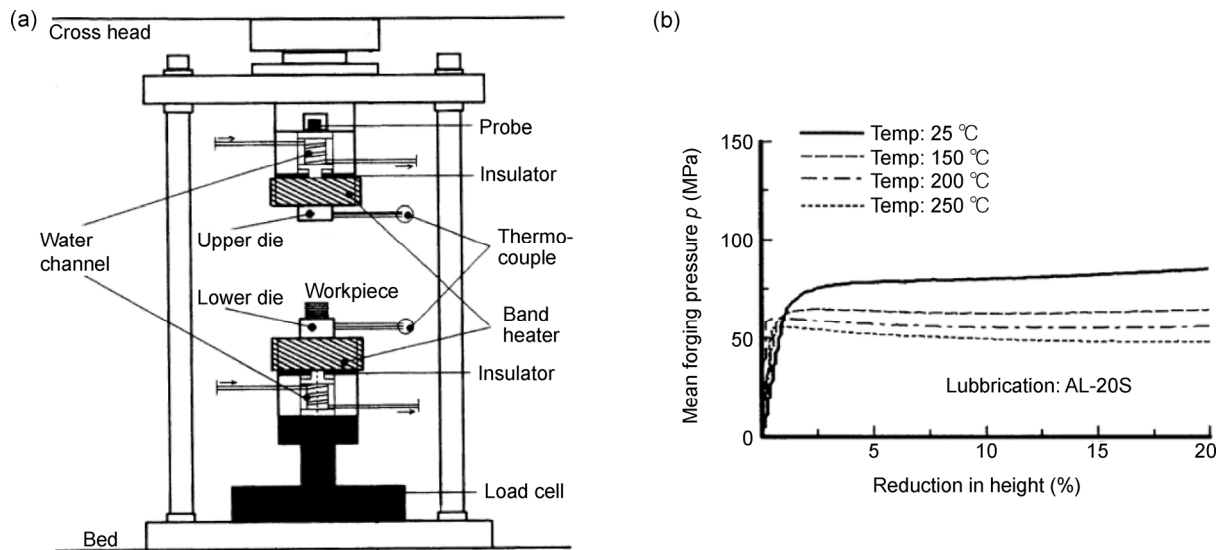 (a)
Cross head
Probe
Insulator
Water
channel
Upper die
Thermo-
couple
Lower die
Workpiece
Band
heater
Insulator
Load cell
Bed
(b)
150
100
50
0
Mean forging pressure p (MPa)
Temp: 25 ℃
Temp: 150 ℃
Temp: 200 ℃
Temp: 250 ℃
Lubbrication: AL-20S
5
10
15
20
Reduction in height (%)